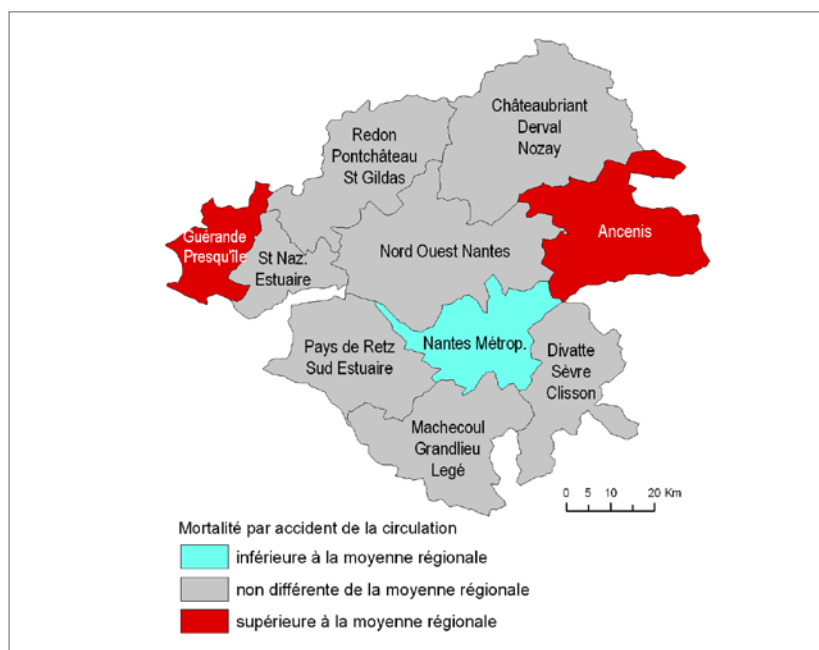 Châteaubriant
Derval
Nozay
Redon
Pontchâteau
St Gildas
Guérande
Presqu'île
St Naz.
Estuaire
Nord Ouest Nantes
Ancenis
Pays de Retz
Sud Estuaire
Nantes Métrop.
Divatte
Sèvre
Clisson
Machecoul
Grandlieu
Legé
0 5 10 20 Km
Mortalité par accident de la circulation
inférieure à la moyenne régionale
non différente de la moyenne régionale
supérieure à la moyenne régionale